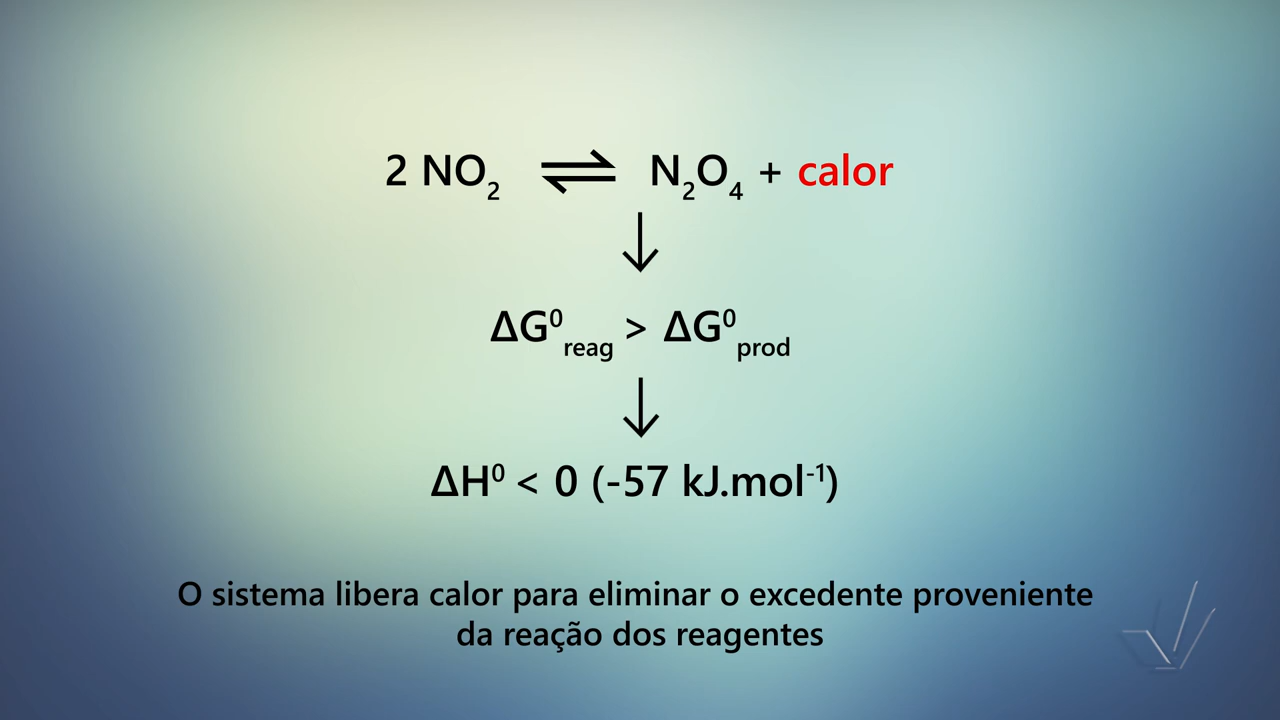 2 NO₂ ⇌ N₂O₄ + calor
↓
ΔG⁰reag > ΔG⁰prod
↓
ΔH⁰ < 0 (-57 kJ.mol⁻¹)
O sistema libera calor para eliminar o excedente proveniente
da reação dos reagentes